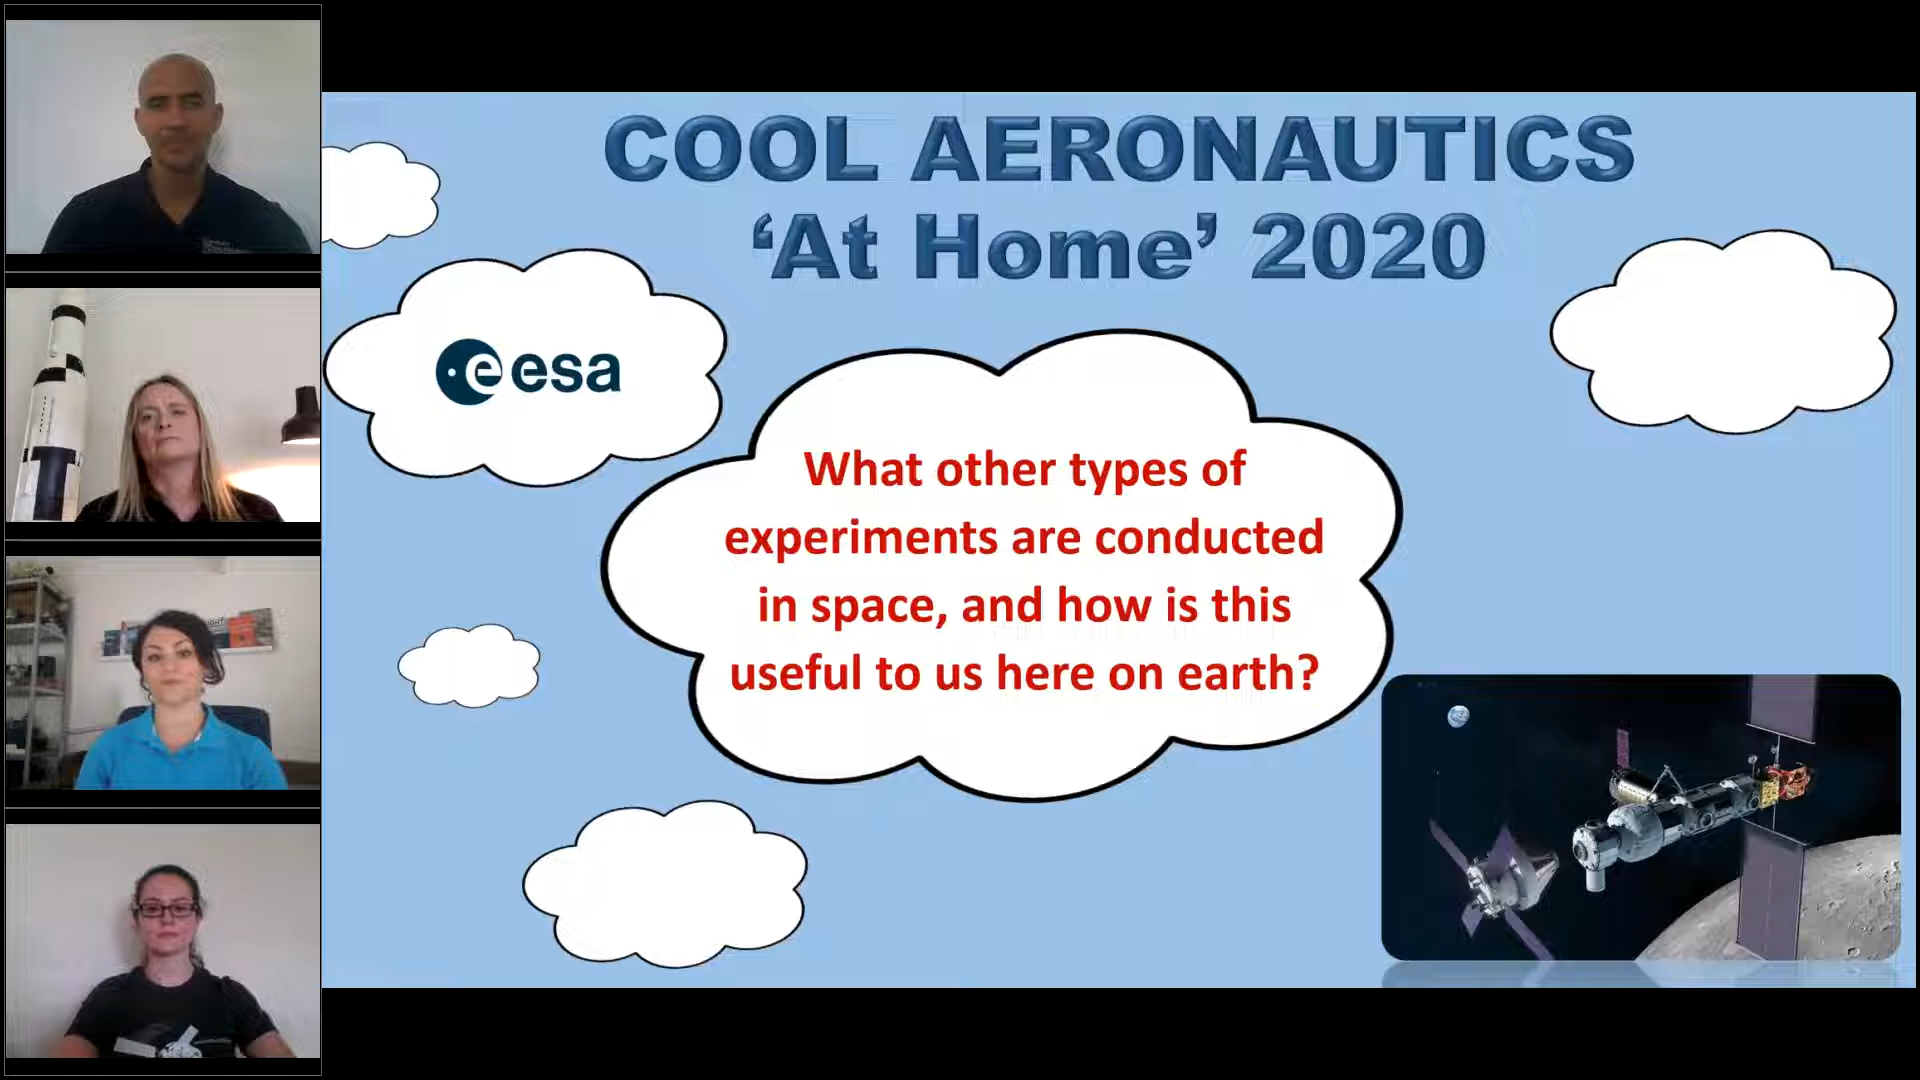 COOL AERONAUTICS
‘At Home’ 2020
esa
What other types of
experiments are conducted
in space, and how is this
useful to us here on earth?